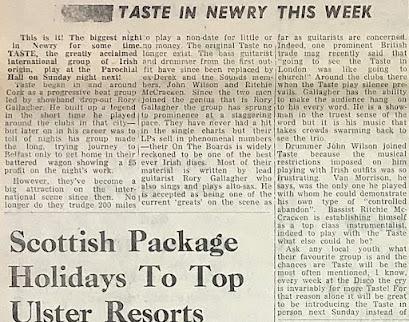 TASTE IN NEWRY THIS WEEK
This is it! The biggest night
in Newry for some time.
TASTE, the greatly acclaimed
international group of Irish
origin, play at the Parochial
Hall on Sunday night next!
Taste began in and around
Cork as a progressive beat group
led by showband drop-out Rory
Gallagher. He built up a legend
in the short time he played
around the clubs in that city—
but later on in his career was to
tell of nights his group made
the long, trying journey to
Belfast only to get home in their
battered wagon showing a £5
profit on the night's work.
However, they've become a
big attraction on the inter-
national scene since then. No
longer do they trudge 200 miles
to play a non-date for little or
no money. The original Taste no
longer exist. The bass guitarist
and drummer from the first out-
fit have since been replaced by
ex-Derek and the Sounds mem-
bers, John Wilson and Ritchie
McCracken. Since the two men
joined the genius that is Rory
Gallagher the group has sprung
to prominence at a staggering
pace. They have never had a hit
in the single charts but their
LPs sell in phenomenal numbers
—their On The Boards is widely
reckoned to be one of the best
ever Irish discs. Most of their
material is written by lead
guitarist Rory Gallagher who
also sings and plays alto-sax. He
is accepted as being one of the
current 'greats' on the scene as
far as guitarists are concerned.
Indeed, one prominent British
trade mag recently said that
"going to see the Taste in
London was like going to
church!" Around the clubs there
when the Taste play silence pre-
vails. Gallagher has the ability
to make the audience hang on
to his every word. He is a show-
man in the truest sense of the
word but it is his music that
takes crowds swarming back to
see the trio.
Drummer John Wilson joined
Taste because the musical
restrictions imposed on him
playing with Irish outfits was so
frustrating. Van Morrison, he
says, was the only one he played
with whom he could demonstrate
his own type of "controlled
abandon". Bassist Ritchie Mc-
Cracken is establishing himself
as a top class instrumentalist,
indeed to play with the Taste
what else could he be?
Ask any local youth what
their favourite group is and the
chances are Taste will be the
most often mentioned, I know,
every week at the Disco the cry
is invariably for more Taste! For
that reason alone it will be great
to be introducing the Taste in
person next Sunday instead of
Scottish Package
Holidays To Top
Ulster Resorts